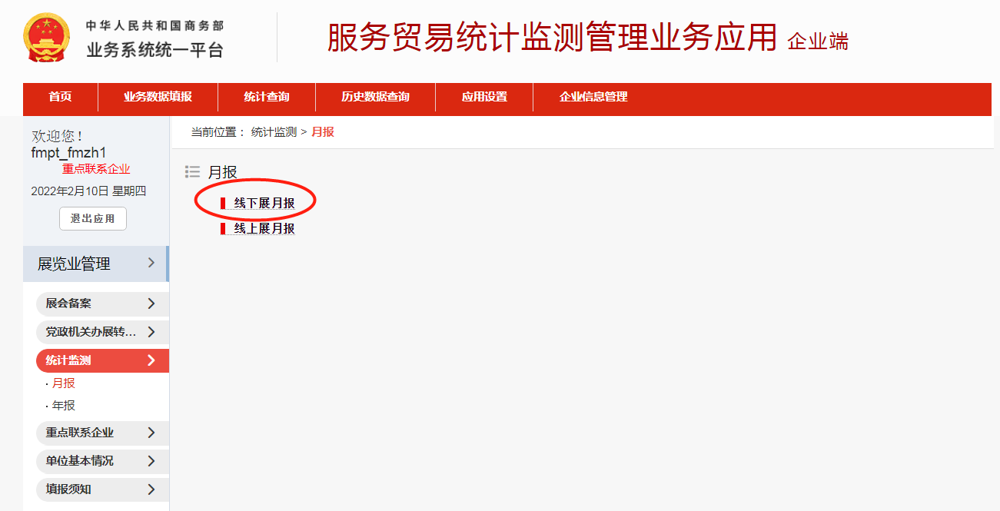 中华人民共和国商务部
业务系统统一平台
服务贸易统计监测管理业务应用 企业端
首页 业务数据填报 统计查询 历史数据查询 应用设置 企业信息管理
欢迎您！
fmpt_fmzh1
重点联系企业
2022年2月10日 星期四
退出应用
展览业管理
展会备案
党政机关办展转...
统计监测
· 月报
· 年报
重点联系企业
单位基本情况
填报须知
当前位置： 统计监测 > 月报
月报
线下展月报
线上展月报